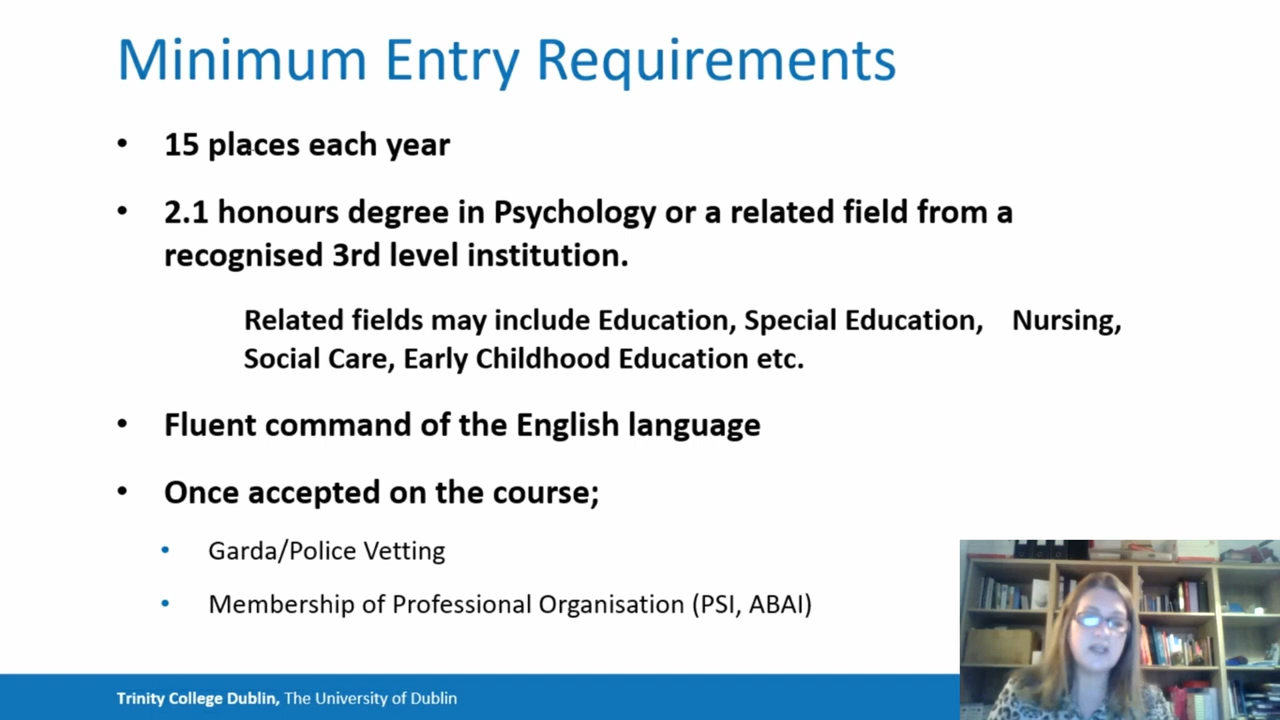 Minimum Entry Requirements
• 15 places each year
• 2.1 honours degree in Psychology or a related field from a
recognised 3rd level institution.
Related fields may include Education, Special Education, Nursing,
Social Care, Early Childhood Education etc.
• Fluent command of the English language
• Once accepted on the course;
• Garda/Police Vetting
• Membership of Professional Organisation (PSI, ABAI)
Trinity College Dublin, The University of Dublin